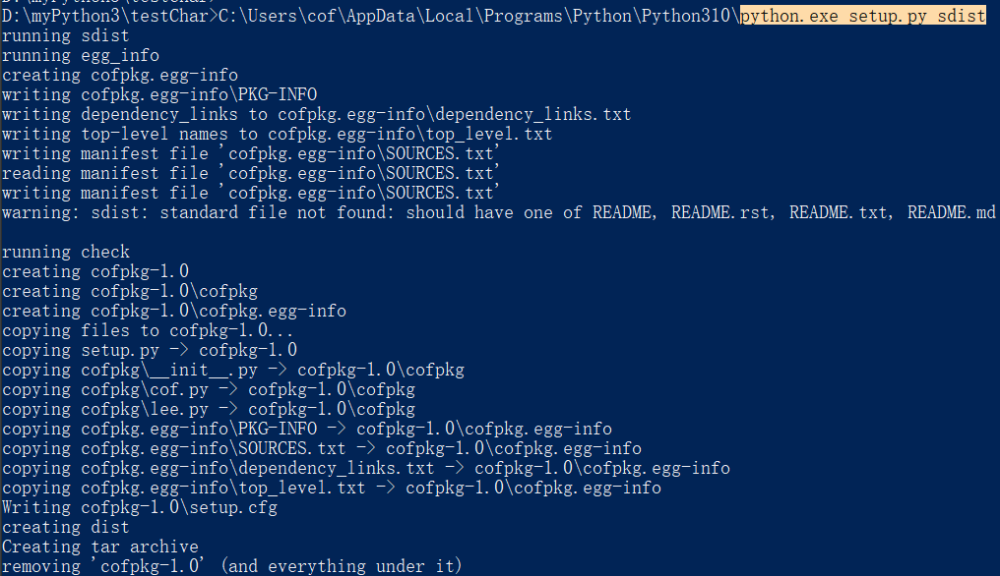 D:\myPython3\testChar>C:\Users\cof\AppData\Local\Programs\Python\Python310\python.exe setup.py sdist
running sdist
running egg_info
creating cofpkg.egg-info
writing cofpkg.egg-info\PKG-INFO
writing dependency_links to cofpkg.egg-info\dependency_links.txt
writing top-level names to cofpkg.egg-info\top_level.txt
writing manifest file 'cofpkg.egg-info\SOURCES.txt'
reading manifest file 'cofpkg.egg-info\SOURCES.txt'
writing manifest file 'cofpkg.egg-info\SOURCES.txt'
warning: sdist: standard file not found: should have one of README, README.rst, README.txt, README.md
running check
creating cofpkg-1.0
creating cofpkg-1.0\cofpkg
creating cofpkg-1.0\cofpkg.egg-info
copying files to cofpkg-1.0...
copying setup.py -> cofpkg-1.0
copying cofpkg\__init__.py -> cofpkg-1.0\cofpkg
copying cofpkg\cof.py -> cofpkg-1.0\cofpkg
copying cofpkg\lee.py -> cofpkg-1.0\cofpkg
copying cofpkg.egg-info\PKG-INFO -> cofpkg-1.0\cofpkg.egg-info
copying cofpkg.egg-info\SOURCES.txt -> cofpkg-1.0\cofpkg.egg-info
copying cofpkg.egg-info\dependency_links.txt -> cofpkg-1.0\cofpkg.egg-info
copying cofpkg.egg-info\top_level.txt -> cofpkg-1.0\cofpkg.egg-info
Writing cofpkg-1.0\setup.cfg
creating dist
Creating tar archive
removing 'cofpkg-1.0' (and everything under it)